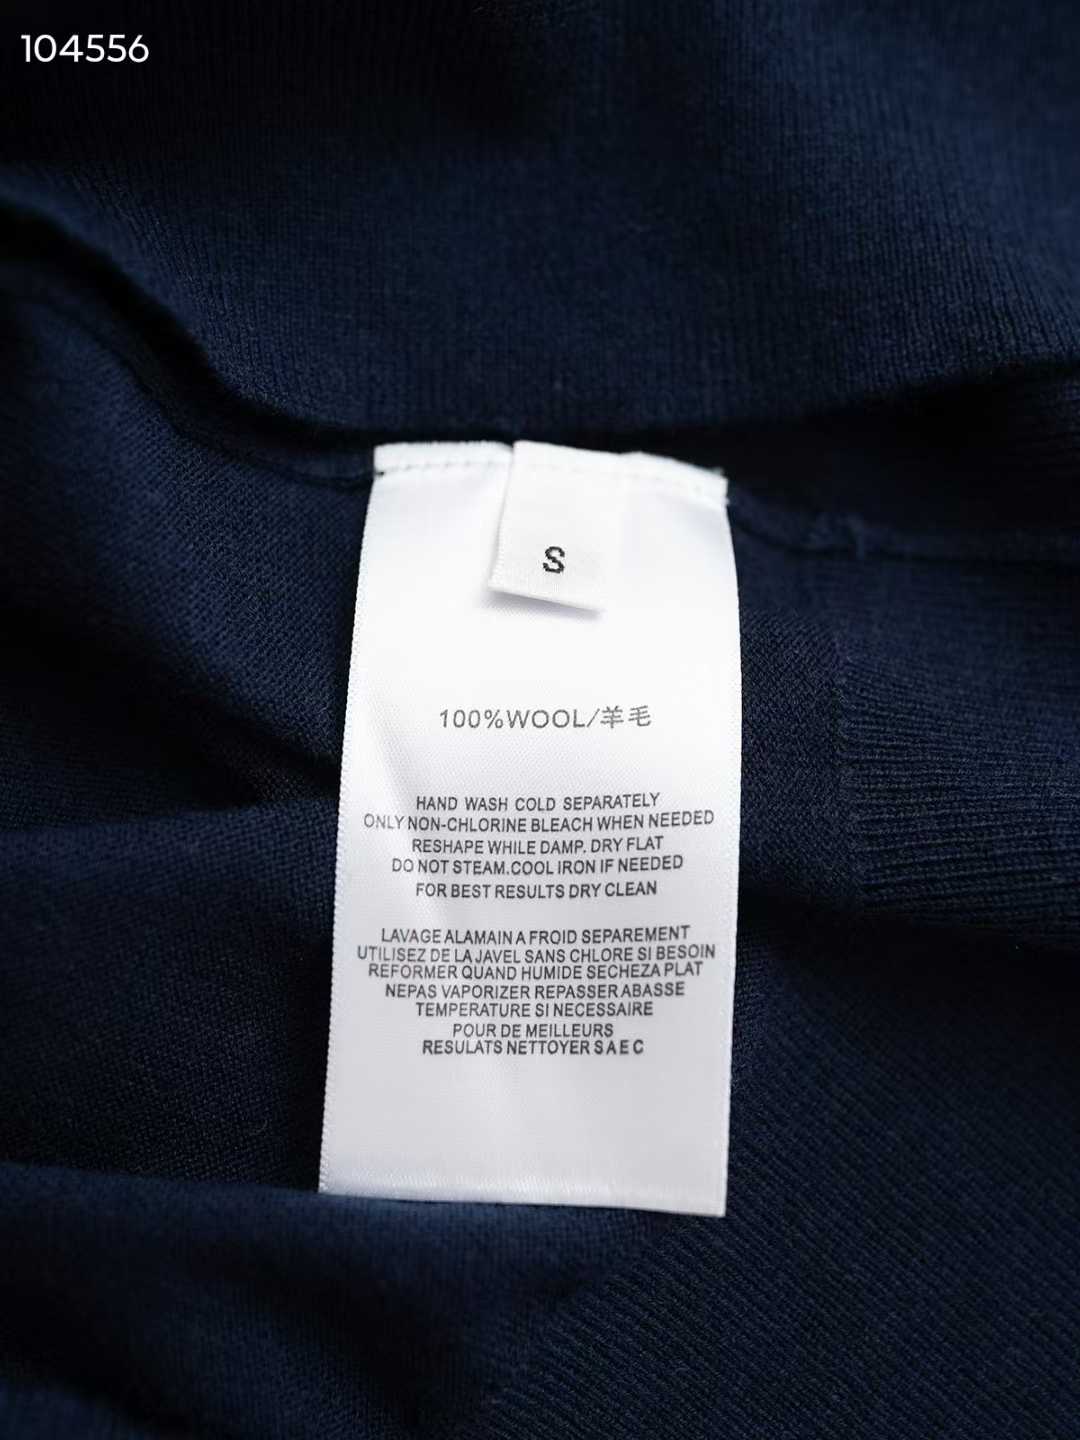 104556
S
100%WOOL/羊毛
HAND WASH COLD SEPARATELY
ONLY NON-CHLORINE BLEACH WHEN NEEDED
RESHAPE WHILE DAMP. DRY FLAT
DO NOT STEAM.COOL IRON IF NEEDED
FOR BEST RESULTS DRY CLEAN
LAVAGE ALAMAIN A FROID SEPAREMENT
UTILISEZ DE LA JAVEL SANS CHLORE SI BESOIN
REFORMER QUAND HUMIDE SECHEZA PLAT
NEPAS VAPORIZER REPASSER ABASSE
TEMPERATURE SI NECESSAIRE
POUR DE MEILLEURS
RESULATS NETTOYER S A E C